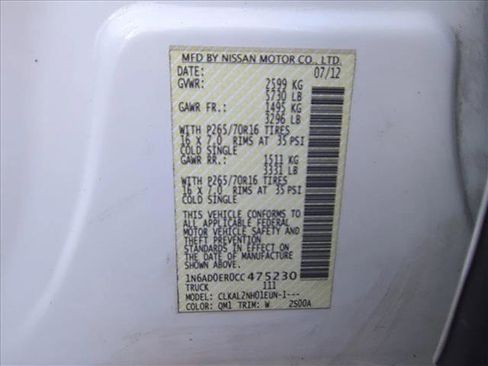 MFD BY NISSAN MOTOR CO., LTD.
DATE: 07/12
GVWR: 2599 KG
5730 LB
GAWR FR.: 1495 KG
3296 LB
WITH P265/70R16 TIRES
16 X 7.0 RIMS AT 35 PSI
COLD SINGLE
GAWR RR.: 1511 KG
3331 LB
WITH P265/70R16 TIRES
16 X 7.0 RIMS AT 35 PSI
COLD SINGLE
THIS VEHICLE CONFORMS TO
ALL APPLICABLE FEDERAL
MOTOR VEHICLE SAFETY AND
THEFT PREVENTION
STANDARDS IN EFFECT ON
THE DATE OF MANUFACTURE
SHOWN ABOVE
1N6AD0ER0CC475230
TRUCK 111
MODEL: CLKAL2NH01EUN-I---
COLOR: QM1 TRIM: W 2S00A